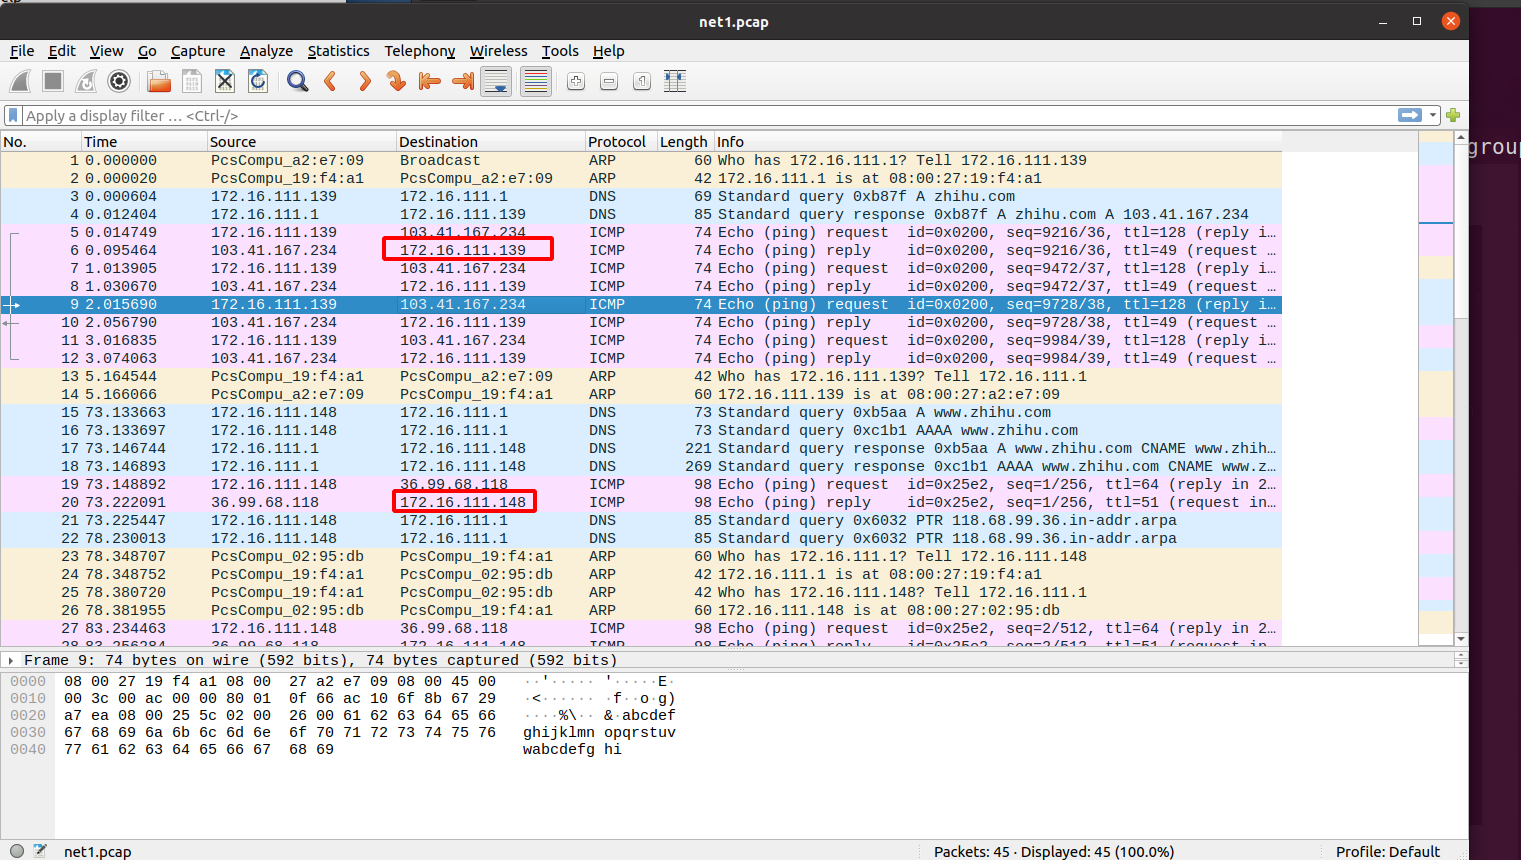 net1.pcap
File Edit View Go Capture Analyze Statistics Telephony Wireless Tools Help
Apply a display filter … <Ctrl-/>
group
No. Time Source Destination Protocol Length Info
1 0.000000 PcsCompu_a2:e7:09 Broadcast ARP 60 Who has 172.16.111.1? Tell 172.16.111.139
2 0.000020 PcsCompu_19:f4:a1 PcsCompu_a2:e7:09 ARP 42 172.16.111.1 is at 08:00:27:19:f4:a1
3 0.000604 172.16.111.139 172.16.111.1 DNS 69 Standard query 0xb87f A zhihu.com
4 0.012404 172.16.111.1 172.16.111.139 DNS 85 Standard query response 0xb87f A zhihu.com A 103.41.167.234
5 0.014749 172.16.111.139 103.41.167.234 ICMP 74 Echo (ping) request id=0x0200, seq=9216/36, ttl=128 (reply i…
6 0.095464 103.41.167.234 172.16.111.139 ICMP 74 Echo (ping) reply id=0x0200, seq=9216/36, ttl=49 (request …
7 1.013905 172.16.111.139 103.41.167.234 ICMP 74 Echo (ping) request id=0x0200, seq=9472/37, ttl=128 (reply i…
8 1.030670 103.41.167.234 172.16.111.139 ICMP 74 Echo (ping) reply id=0x0200, seq=9472/37, ttl=49 (request …
9 2.015690 172.16.111.139 103.41.167.234 ICMP 74 Echo (ping) request id=0x0200, seq=9728/38, ttl=128 (reply i…
10 2.056790 103.41.167.234 172.16.111.139 ICMP 74 Echo (ping) reply id=0x0200, seq=9728/38, ttl=49 (request …
11 3.016835 172.16.111.139 103.41.167.234 ICMP 74 Echo (ping) request id=0x0200, seq=9984/39, ttl=128 (reply i…
12 3.074063 103.41.167.234 172.16.111.139 ICMP 74 Echo (ping) reply id=0x0200, seq=9984/39, ttl=49 (request …
13 5.164544 PcsCompu_19:f4:a1 PcsCompu_a2:e7:09 ARP 42 Who has 172.16.111.139? Tell 172.16.111.1
14 5.166066 PcsCompu_a2:e7:09 PcsCompu_19:f4:a1 ARP 60 172.16.111.139 is at 08:00:27:a2:e7:09
15 73.133663 172.16.111.148 172.16.111.1 DNS 73 Standard query 0xb5aa A www.zhihu.com
16 73.133697 172.16.111.148 172.16.111.1 DNS 73 Standard query 0xc1b1 AAAA www.zhihu.com
17 73.146744 172.16.111.1 172.16.111.148 DNS 221 Standard query response 0xb5aa A www.zhihu.com CNAME www.zhih…
18 73.146893 172.16.111.1 172.16.111.148 DNS 269 Standard query response 0xc1b1 AAAA www.zhihu.com CNAME www.z…
19 73.148892 172.16.111.148 36.99.68.118 ICMP 98 Echo (ping) request id=0x25e2, seq=1/256, ttl=64 (reply in 2…
20 73.222091 36.99.68.118 172.16.111.148 ICMP 98 Echo (ping) reply id=0x25e2, seq=1/256, ttl=51 (request in…
21 73.225447 172.16.111.148 172.16.111.1 DNS 85 Standard query 0x6032 PTR 118.68.99.36.in-addr.arpa
22 78.230013 172.16.111.148 172.16.111.1 DNS 85 Standard query 0x6032 PTR 118.68.99.36.in-addr.arpa
23 78.348707 PcsCompu_02:95:db PcsCompu_19:f4:a1 ARP 60 Who has 172.16.111.1? Tell 172.16.111.148
24 78.348752 PcsCompu_19:f4:a1 PcsCompu_02:95:db ARP 42 172.16.111.1 is at 08:00:27:19:f4:a1
25 78.380720 PcsCompu_19:f4:a1 PcsCompu_02:95:db ARP 42 Who has 172.16.111.148? Tell 172.16.111.1
26 78.381955 PcsCompu_02:95:db PcsCompu_19:f4:a1 ARP 60 172.16.111.148 is at 08:00:27:02:95:db
27 83.234463 172.16.111.148 36.99.68.118 ICMP 98 Echo (ping) request id=0x25e2, seq=2/512, ttl=64 (reply in 2…
28 83.256284 36.99.68.118 172.16.111.148 ICMP 98 Echo (ping) reply id=0x25e2, seq=2/512, ttl=51 (request in…
Frame 9: 74 bytes on wire (592 bits), 74 bytes captured (592 bits)
0000 08 00 27 19 f4 a1 08 00 27 a2 e7 09 08 00 45 00 ··'····· '·····E·
0010 00 3c 00 ac 00 00 80 01 0f 66 ac 10 6f 8b 67 29 ·<······ ·f··o·g)
0020 a7 ea 08 00 25 5c 02 00 26 00 61 62 63 64 65 66 ····%\·· &·abcdef
0030 67 68 69 6a 6b 6c 6d 6e 6f 70 71 72 73 74 75 76 ghijklmn opqrstuv
0040 77 61 62 63 64 65 66 67 68 69 wabcdefg hi
net1.pcap Packets: 45 · Displayed: 45 (100.0%) Profile: Default